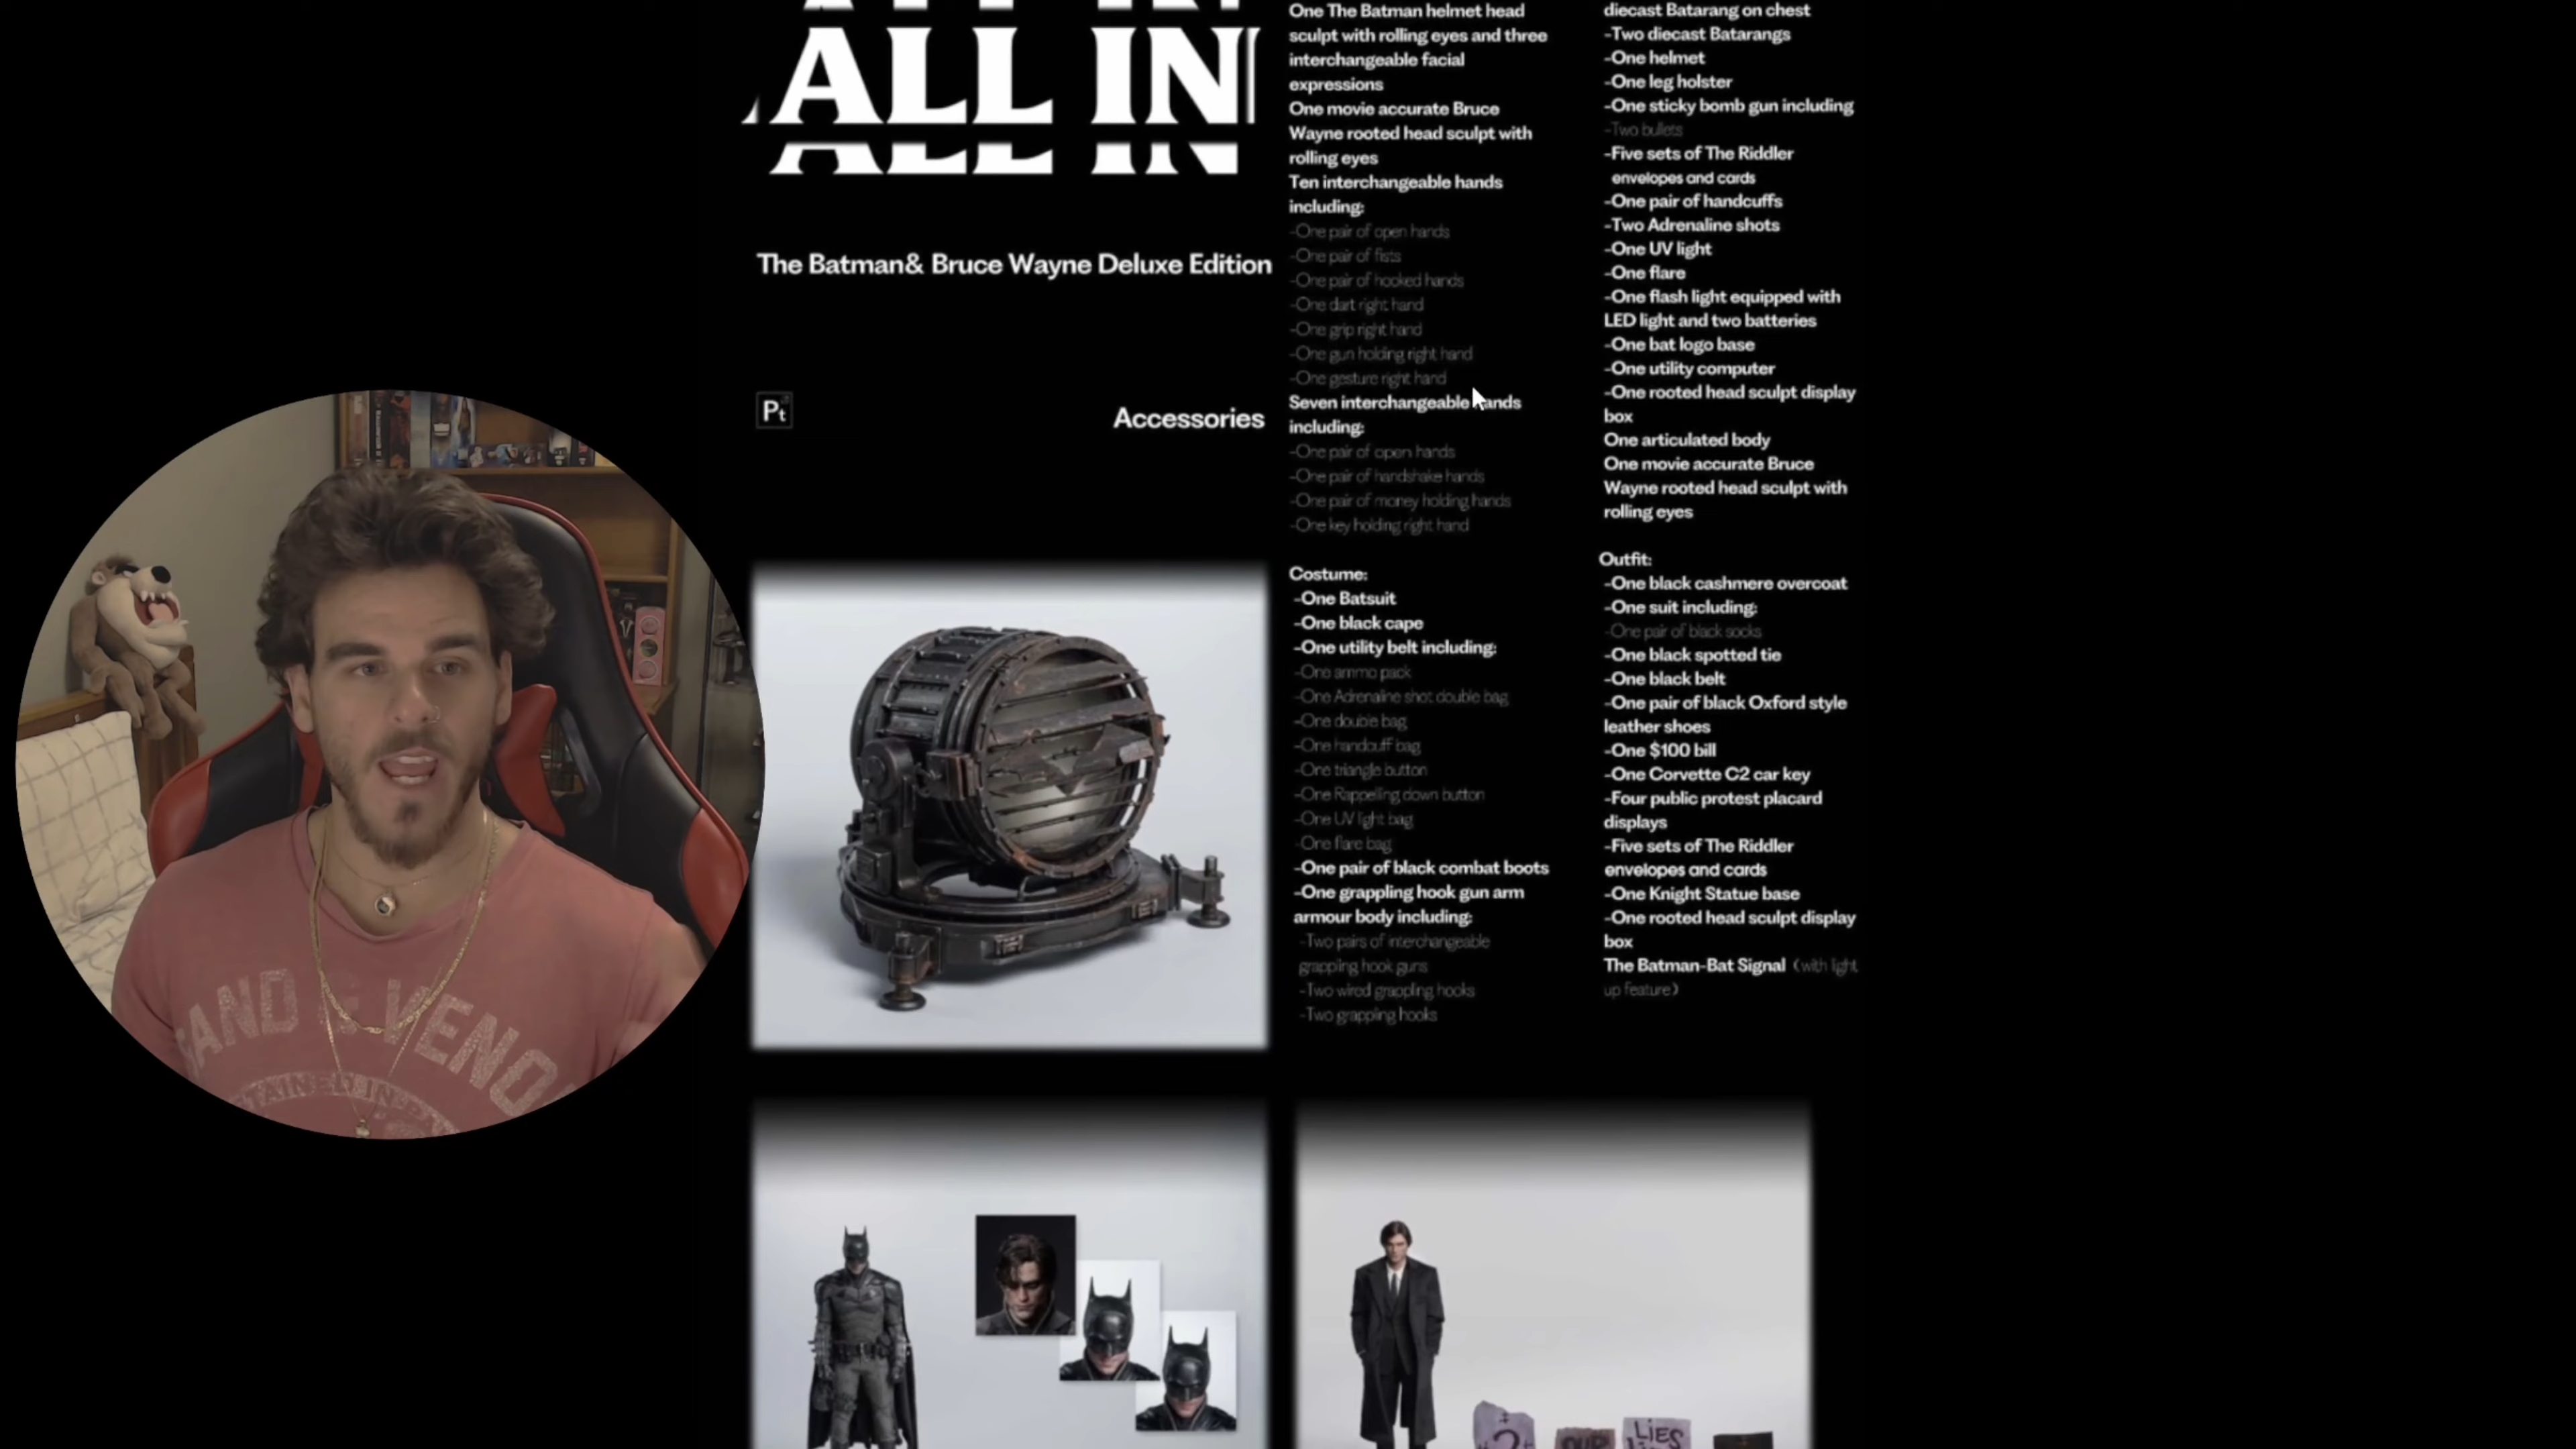 ALL IN
ALL IN
The Batman& Bruce Wayne Deluxe Edition
Pt
Accessories
One The Batman helmet head
sculpt with rolling eyes and three
interchangeable facial
expressions
One movie accurate Bruce
Wayne rooted head sculpt with
rolling eyes
Ten interchangeable hands
including:
-One pair of open hands
-One pair of fists
-One pair of hooked hands
-One dart right hand
-One grip right hand
-One gun holding right hand
-One gesture right hand
Seven interchangeable hands
including:
-One pair of open hands
-One pair of handshake hands
-One pair of money holding hands
-One key holding right hand
Costume:
-One Batsuit
-One black cape
-One utility belt including:
-One ammo pack
-One Adrenaline shot double bag
-One double bag
-One handcuff bag
-One triangle button
-One Rappelling down button
-One UV light bag
-One flare bag
-One pair of black combat boots
-One grappling hook gun arm
armour body including:
-Two pairs of interchangeable
grappling hook guns
-Two wired grappling hooks
-Two grappling hooks
diecast Batarang on chest
-Two diecast Batarangs
-One helmet
-One leg holster
-One sticky bomb gun including
-Two bullets
-Five sets of The Riddler
envelopes and cards
-One pair of handcuffs
-Two Adrenaline shots
-One UV light
-One flare
-One flash light equipped with
LED light and two batteries
-One bat logo base
-One utility computer
-One rooted head sculpt display
box
One articulated body
One movie accurate Bruce
Wayne rooted head sculpt with
rolling eyes
Outfit:
-One black cashmere overcoat
-One suit including:
-One pair of black socks
-One black spotted tie
-One black belt
-One pair of black Oxford style
leather shoes
-One $100 bill
-One Corvette C2 car key
-Four public protest placard
displays
-Five sets of The Riddler
envelopes and cards
-One Knight Statue base
-One rooted head sculpt display
box
The Batman-Bat Signal (with light
up feature)
?
OUR
LIES